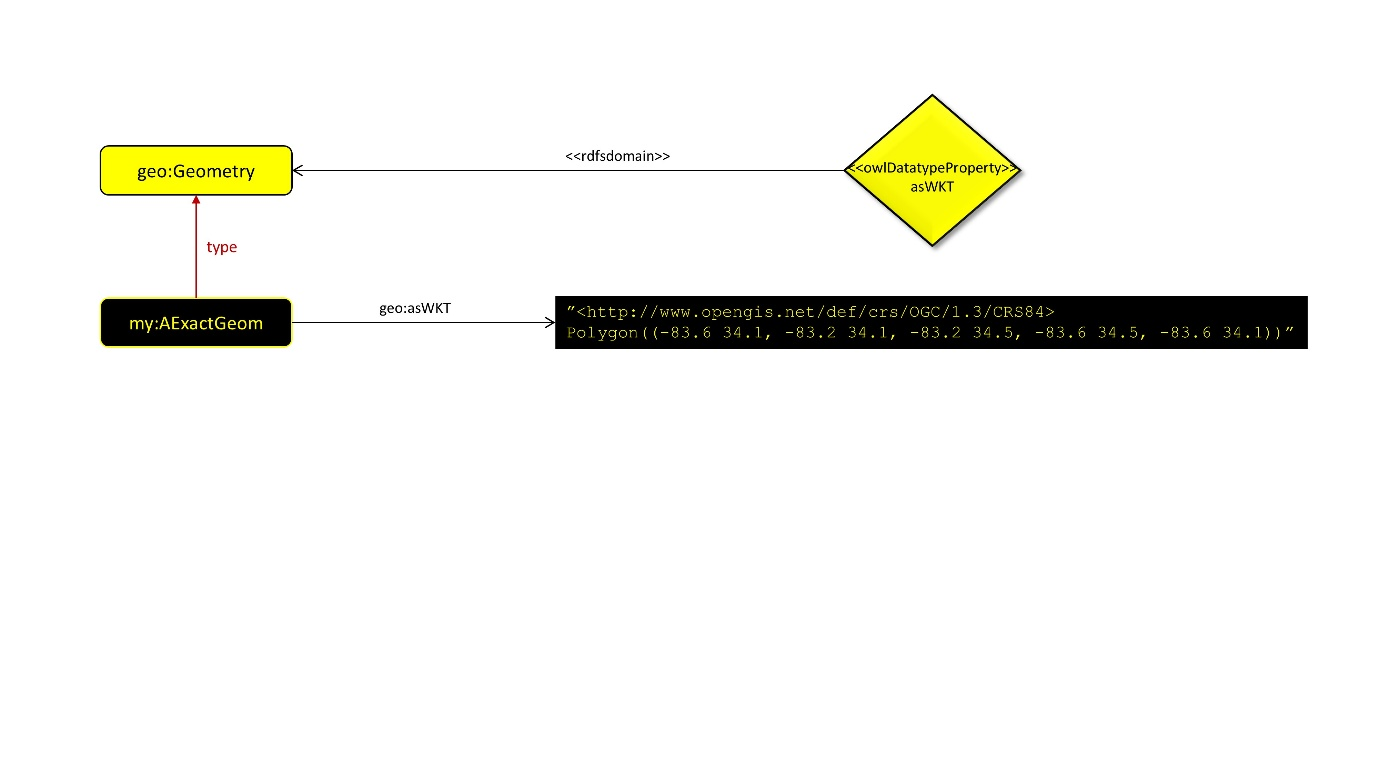 <<rdfsdomain>>
geo:Geometry
<<owlDatatypeProperty>>
asWKT
type
geo:asWKT
my:AExactGeom
"<http://www.opengis.net/def/crs/OGC/1.3/CRS84>
Polygon((-83.6 34.1, -83.2 34.1, -83.2 34.5, -83.6 34.5, -83.6 34.1))"